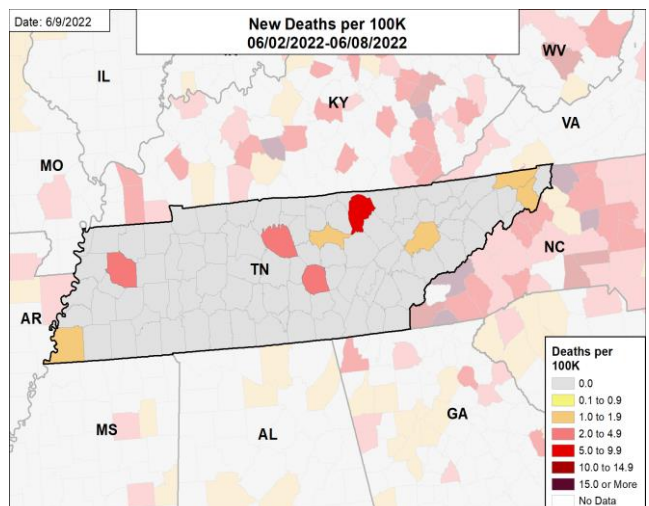 Date: 6/9/2022
New Deaths per 100K
06/02/2022-06/08/2022
IL
WV
KY
VA
MO
NC
TN
AR
MS
AL
GA
Deaths per
100K
0.0
0.1 to 0.9
1.0 to 1.9
2.0 to 4.9
5.0 to 9.9
10.0 to 14.9
15.0 or More
No Data